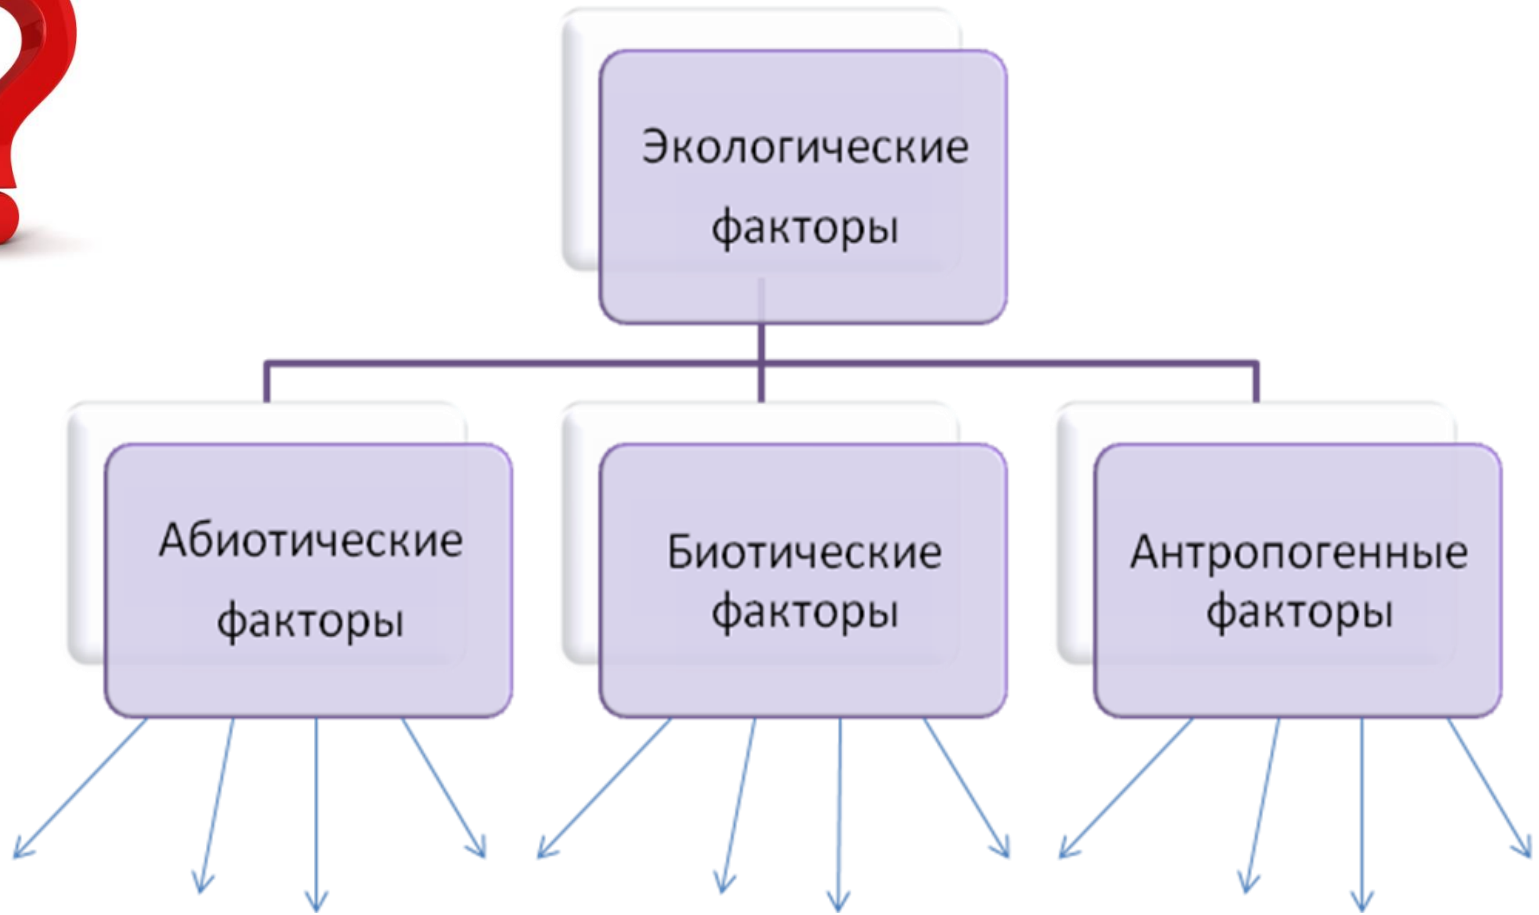 Экологические
факторы
Абиотические
факторы
Биотические
факторы
Антропогенные
факторы